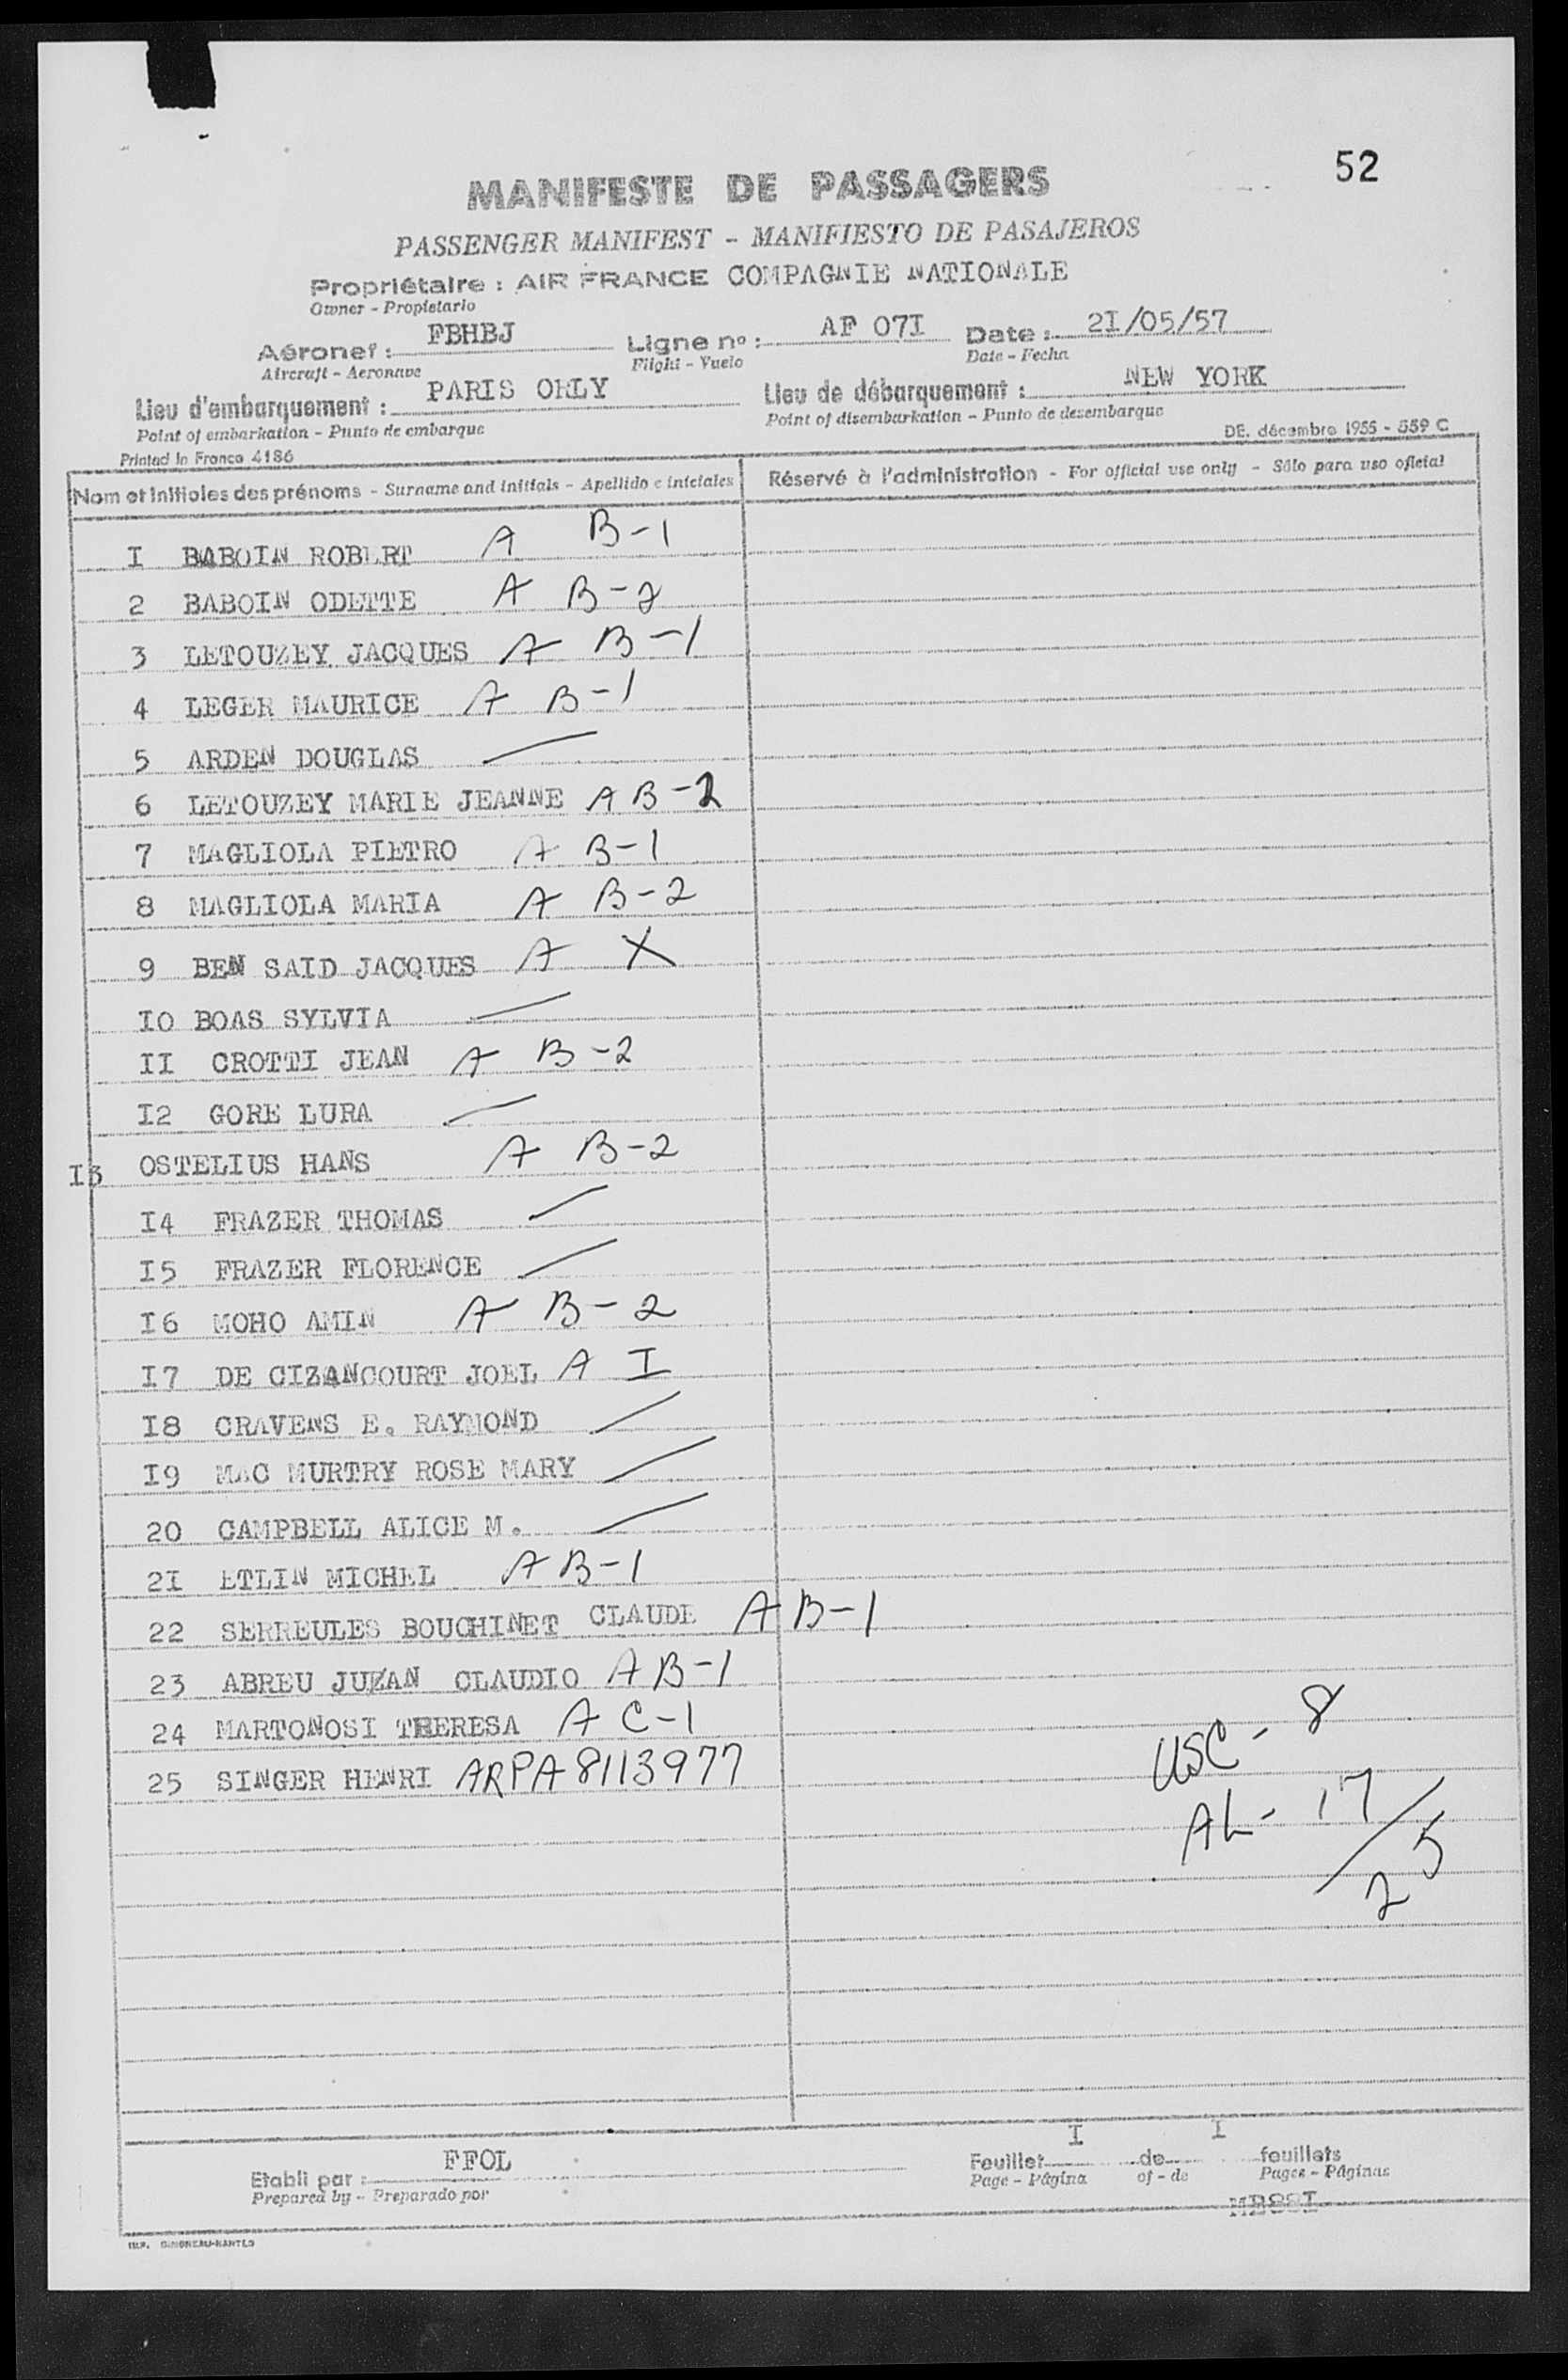 52
MANIFESTE DE PASSAGERS
PASSENGER MANIFEST - MANIFIESTO DE PASAJEROS
Propriétaire : AIR FRANCE COMPAGNIE NATIONALE
Owner - Propietario
Aéronef : FBHBJ Ligne nº : AF 07I Date : 2I/05/57
Aircraft - Aeronave Flight - Vuelo Date - Fecha
Lieu d'embarquement : PARIS ORLY Lieu de débarquement : NEW YORK
Point of embarkation - Punto de embarque Point of disembarkation - Punto de desembarque
Printed in France 4186 DE. décembre 1955 - 559 C
Nom et initiales des prénoms - Surname and initials - Apellido e iniciales Réservé à l'administration - For official use only - Sólo para uso oficial
I BABOIN ROBERT A B-1
2 BABOIN ODETTE A B-2
3 LETOUZEY JACQUES A B-1
4 LEGER MAURICE A B-1
5 ARDEN DOUGLAS
6 LETOUZEY MARIE JEANNE A B-2
7 MAGLIOLA PIETRO A B-1
8 MAGLIOLA MARIA A B-2
9 BEN SAID JACQUES A X
IO BOAS SYLVIA
II CROTTI JEAN A B-2
I2 GORE LURA
I3 OSTELIUS HANS A B-2
I4 FRAZER THOMAS
I5 FRAZER FLORENCE
I6 MOHO AMIN A B-2
I7 DE CIZANCOURT JOEL A I
I8 CRAVENS E. RAYMOND
I9 MAC MURTRY ROSE MARY
20 CAMPBELL ALICE M.
2I ETLIN MICHEL A B-1
22 SERREULES BOUCHINET CLAUDE A B-1
23 ABREU JUZAN CLAUDIO A B-1
24 MARTONOSI THERESA A C-1
25 SINGER HENRI ARPA8113977
USC - 8
AL - 17
25
Etabli par : FFOL Feuillet I de I feuillets
Prepared by - Preparado por Page - Página of - de Pages - Páginas